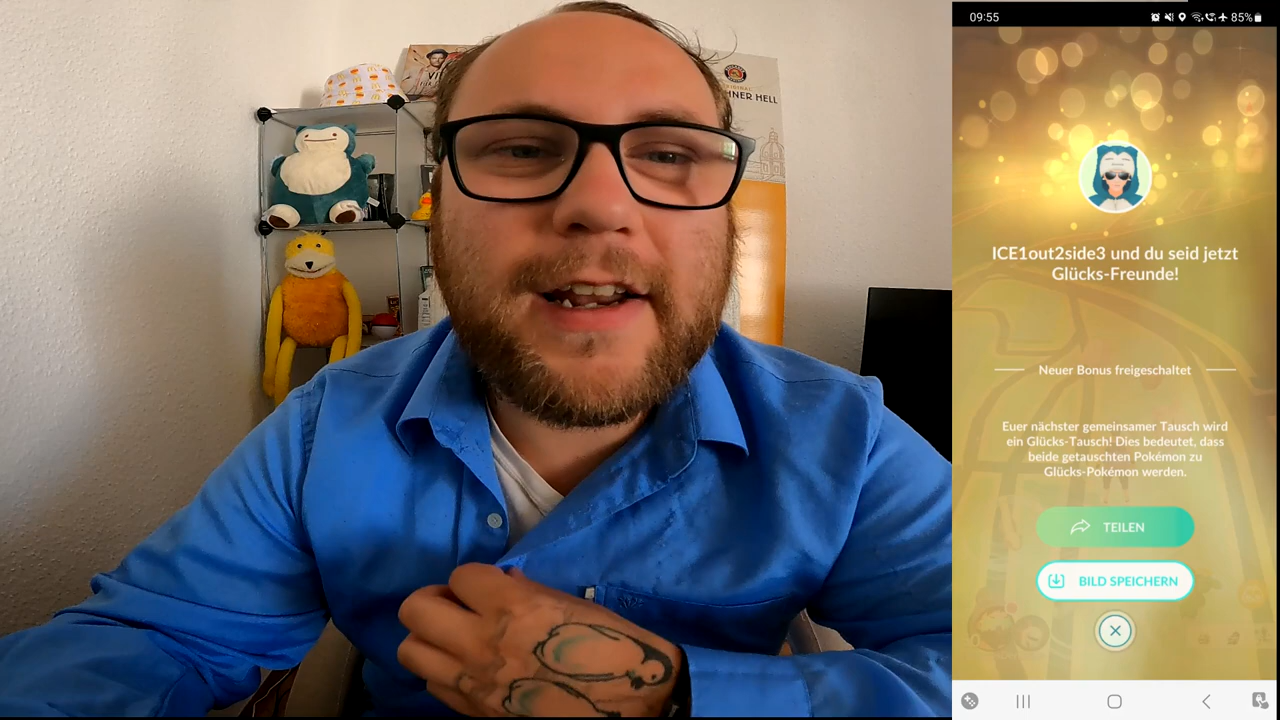 NER HELL
09:55
85%
ICE1out2side3 und du seid jetzt
Glücks-Freunde!
Neuer Bonus freigeschaltet
Euer nächster gemeinsamer Tausch wird
ein Glücks-Tausch! Dies bedeutet, dass
beide getauschten Pokémon zu
Glücks-Pokémon werden.
TEILEN
BILD SPEICHERN